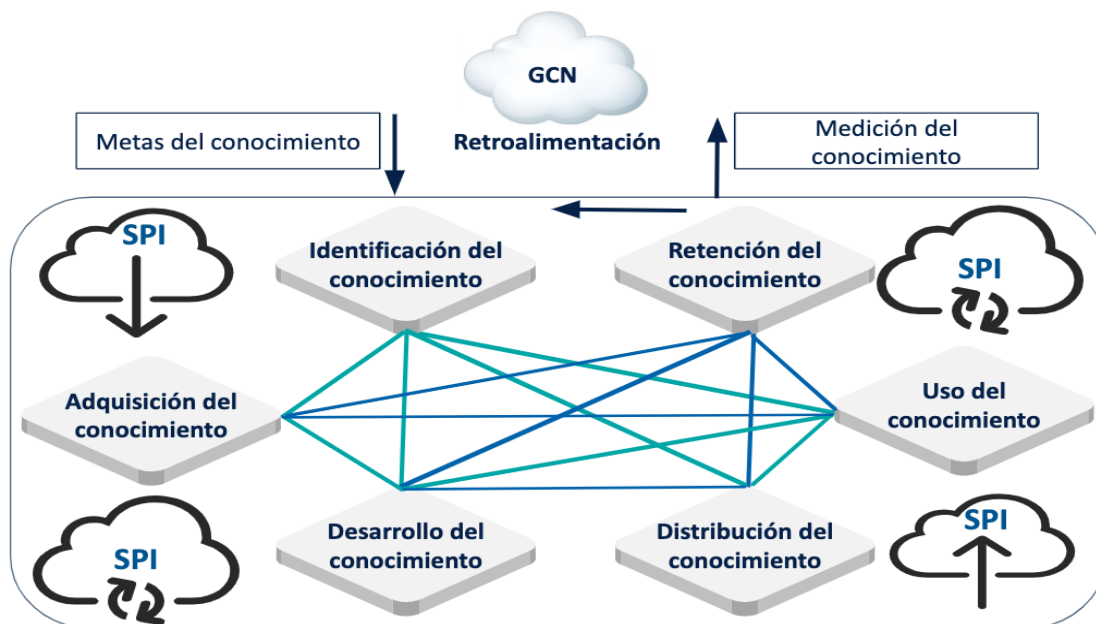 GCN
Retroalimentación
Metas del conocimiento
Medición del
conocimiento
SPI
Identificación del
conocimiento
Retención del
conocimiento
SPI
Adquisición del
conocimiento
Uso del
conocimiento
SPI
Desarrollo del
conocimiento
Distribución del
conocimiento
SPI